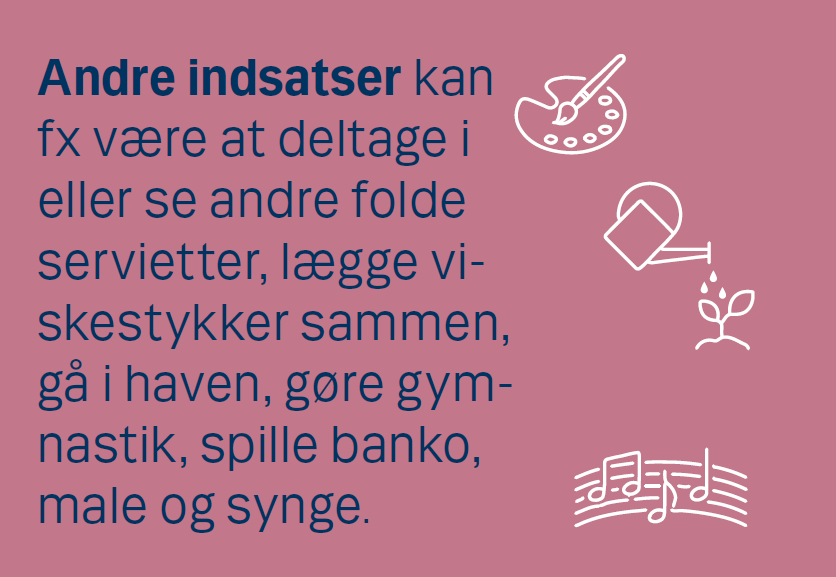 Andre indsatser kan
fx være at deltage i
eller se andre folde
servietter, lægge vi-
skestykker sammen,
gå i haven, gøre gym-
nastik, spille banko,
male og synge.